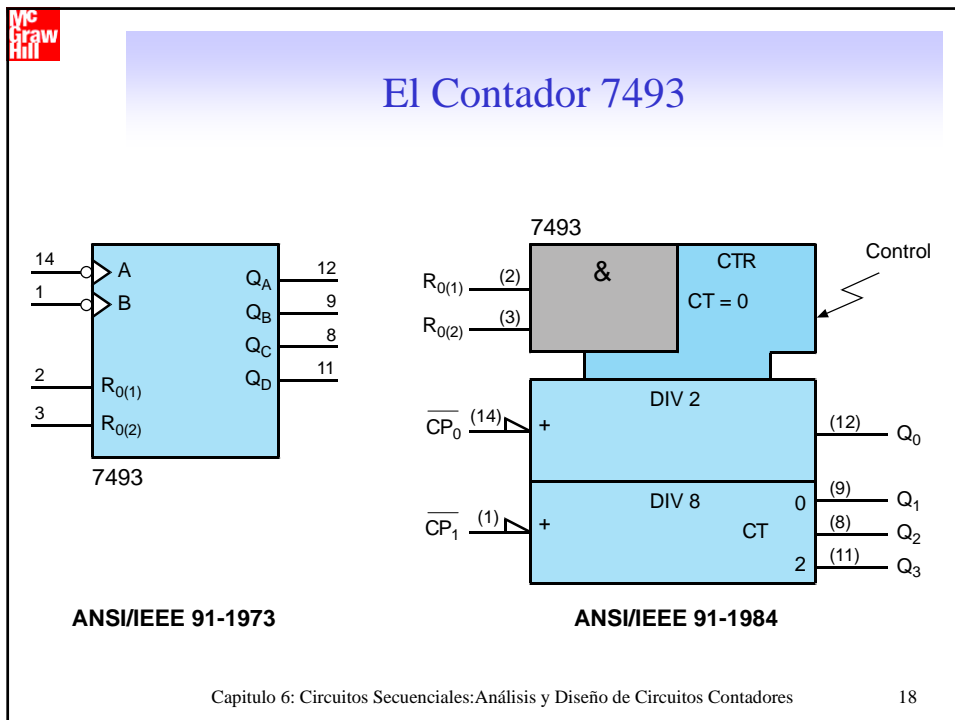 Mc
Graw
Hill
El Contador 7493
14
A
1
B
2
R0(1)
3
R0(2)
QA
12
QB
9
QC
8
QD
11
7493
ANSI/IEEE 91-1973
7493
&
CTR
CT = 0
Control
R0(1) (2)
R0(2) (3)
DIV 2
CP0 (14)
+
(12) Q0
DIV 8
CP1 (1)
+
CT
0
2
(9) Q1
(8) Q2
(11) Q3
ANSI/IEEE 91-1984
Capitulo 6: Circuitos Secuenciales:Análisis y Diseño de Circuitos Contadores 18